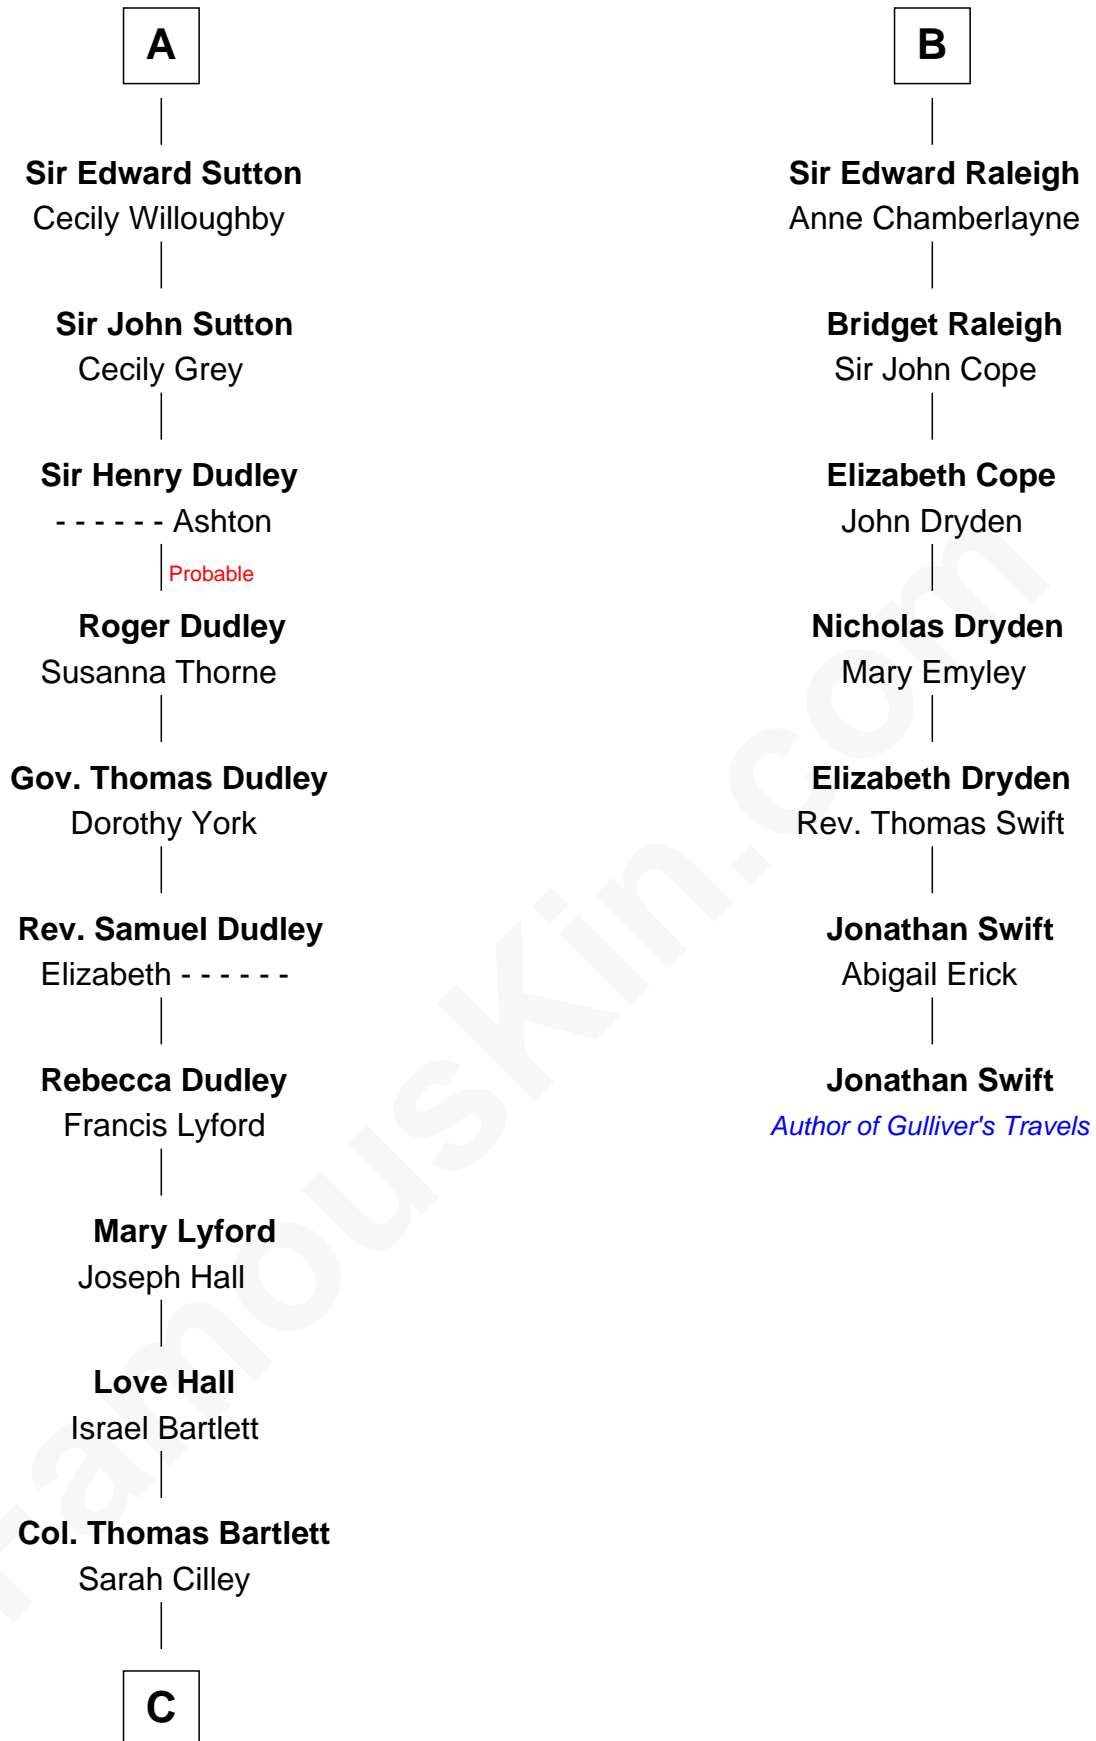 A
Sir Edward Sutton
Cecily Willoughby
Sir John Sutton
Cecily Grey
Sir Henry Dudley
- - - - - - Ashton
Probable
Roger Dudley
Susanna Thorne
Gov. Thomas Dudley
Dorothy York
Rev. Samuel Dudley
Elizabeth - - - - - -
Rebecca Dudley
Francis Lyford
Mary Lyford
Joseph Hall
Love Hall
Israel Bartlett
Col. Thomas Bartlett
Sarah Cilley
C
B
Sir Edward Raleigh
Anne Chamberlayne
Bridget Raleigh
Sir John Cope
Elizabeth Cope
John Dryden
Nicholas Dryden
Mary Emyley
Elizabeth Dryden
Rev. Thomas Swift
Jonathan Swift
Abigail Erick
Jonathan Swift
Author of Gulliver's Travels
FamousKin.com